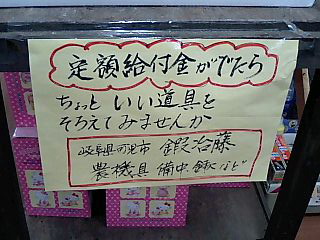 定額給付金がでたら
ちょっといい道具を
そろえてみませんか
岐阜県可児市 鍛治藤
農機具 備中鍬など